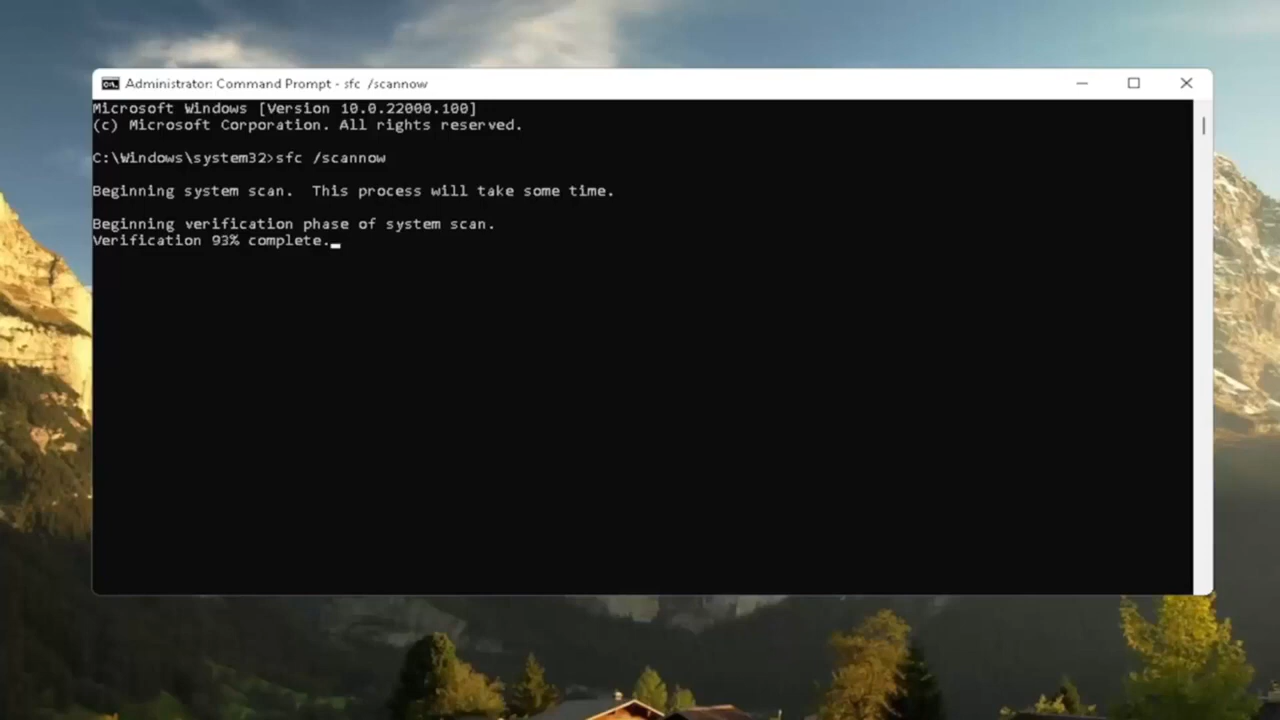 Administrator: Command Prompt - sfc /scannow
Microsoft Windows [Version 10.0.22000.100]
(c) Microsoft Corporation. All rights reserved.
C:\Windows\system32>sfc /scannow
Beginning system scan.  This process will take some time.
Beginning verification phase of system scan.
Verification 93% complete.